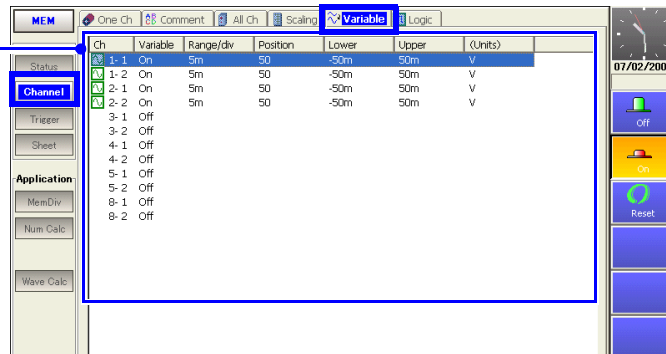 MEM
One Ch
Comment
All Ch
Scaling
Variable
Logic
Ch Variable Range/div Position Lower Upper (Units)
1- 1 On 5m 50 -50m 50m V
1- 2 On 5m 50 -50m 50m V
2- 1 On 5m 50 -50m 50m V
2- 2 On 5m 50 -50m 50m V
3- 1 Off
3- 2 Off
4- 1 Off
4- 2 Off
5- 1 Off
5- 2 Off
8- 1 Off
8- 2 Off
Status
Channel
Trigger
Sheet
Application
MemDiv
Num Calc
Wave Calc
07/02/200
Off
On
Reset